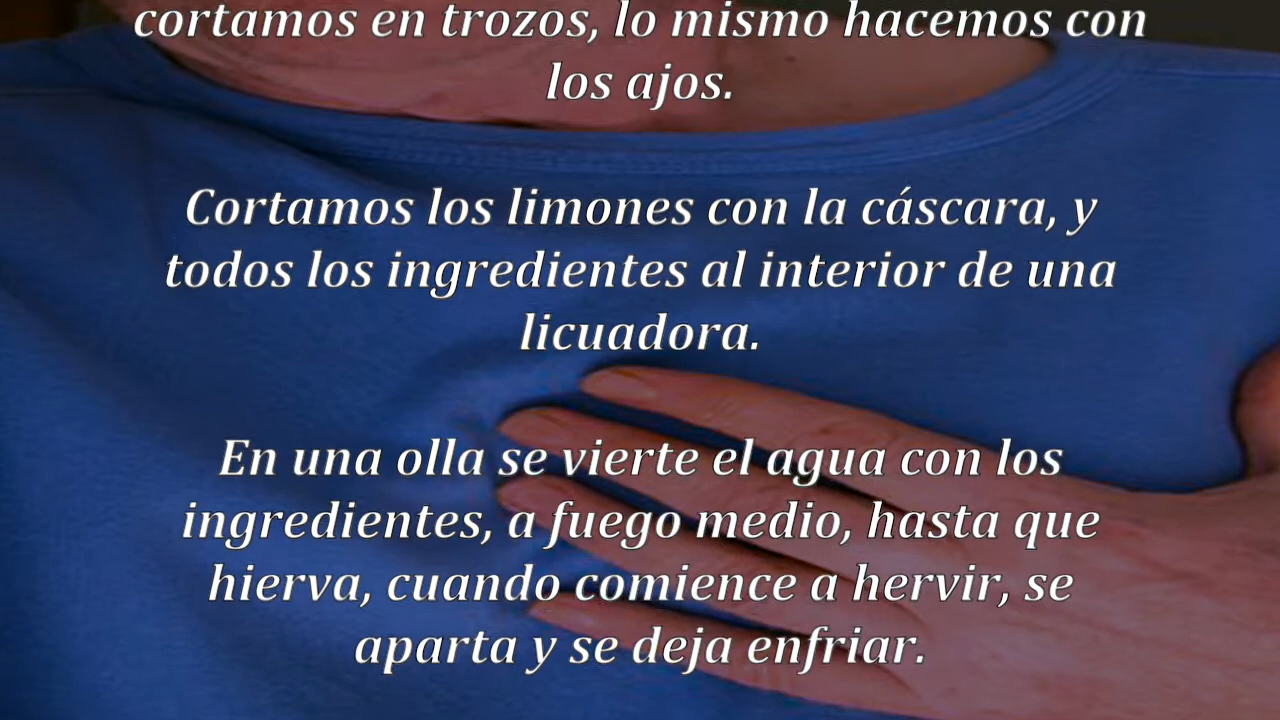 cortamos en trozos, lo mismo hacemos con
los ajos.
Cortamos los limones con la cáscara, y
todos los ingredientes al interior de una
licuadora.
En una olla se vierte el agua con los
ingredientes, a fuego medio, hasta que
hierva, cuando comience a hervir, se
aparta y se deja enfriar.